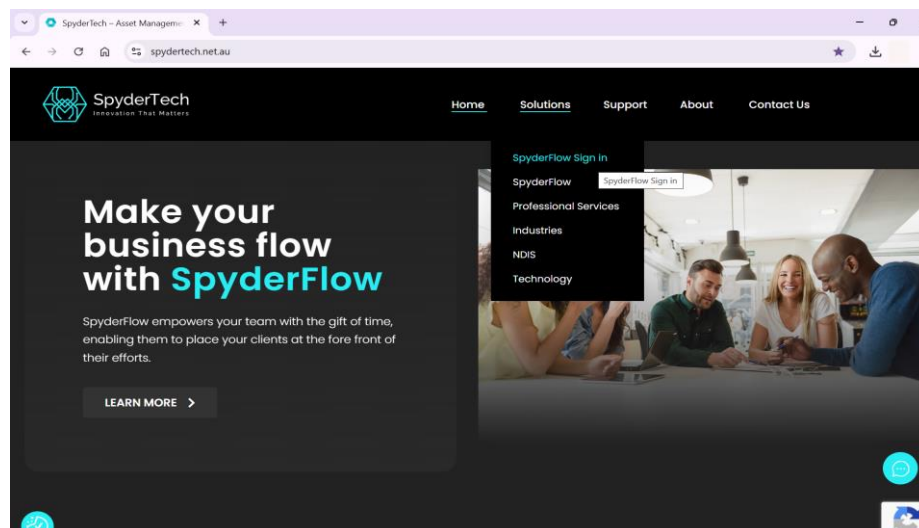 SpyderTech – Asset Manageme
spydertech.net.au
SpyderTech
Innovation That Matters
Home Solutions Support About Contact Us
SpyderFlow Sign in
SpyderFlow
SpyderFlow Sign in
Professional Services
Industries
NDIS
Technology
Make your
business flow
with SpyderFlow
SpyderFlow empowers your team with the gift of time,
enabling them to place your clients at the fore front of
their efforts.
LEARN MORE